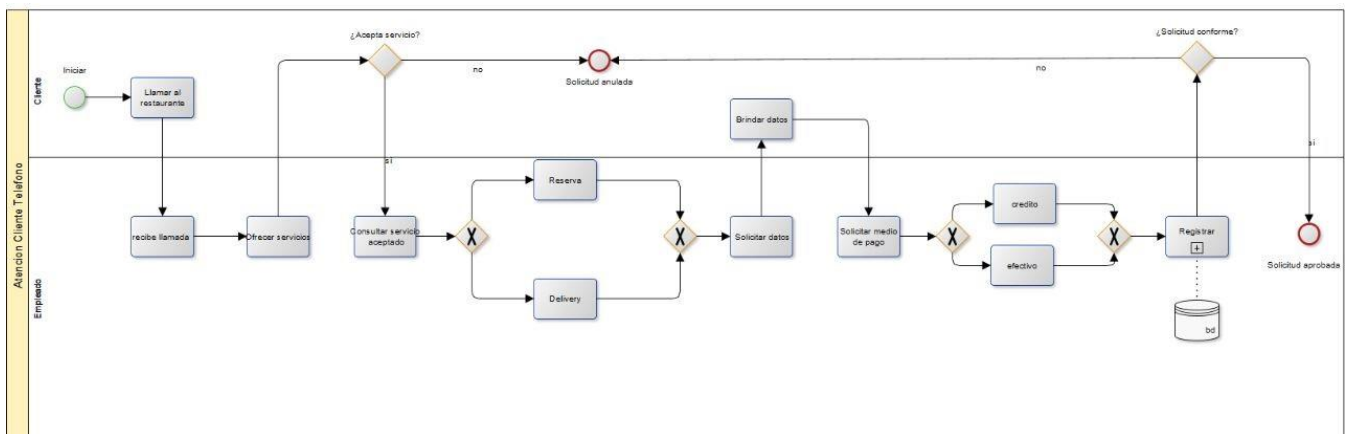 Atencion Cliente Telefono
Cliente
Iniciar
Llamar al
restaurante
¿Acepta servicio?
no
Solicitud anulada
Brindar datos
¿Solicitud conforme?
no
si
si
Empleado
recibe llamada
Ofrecer servicios
Consultar servicio
aceptado
Reserva
Delivery
Solicitar datos
Solicitar medio
de pago
credito
efectivo
Registrar
bd
Solicitud aprobada